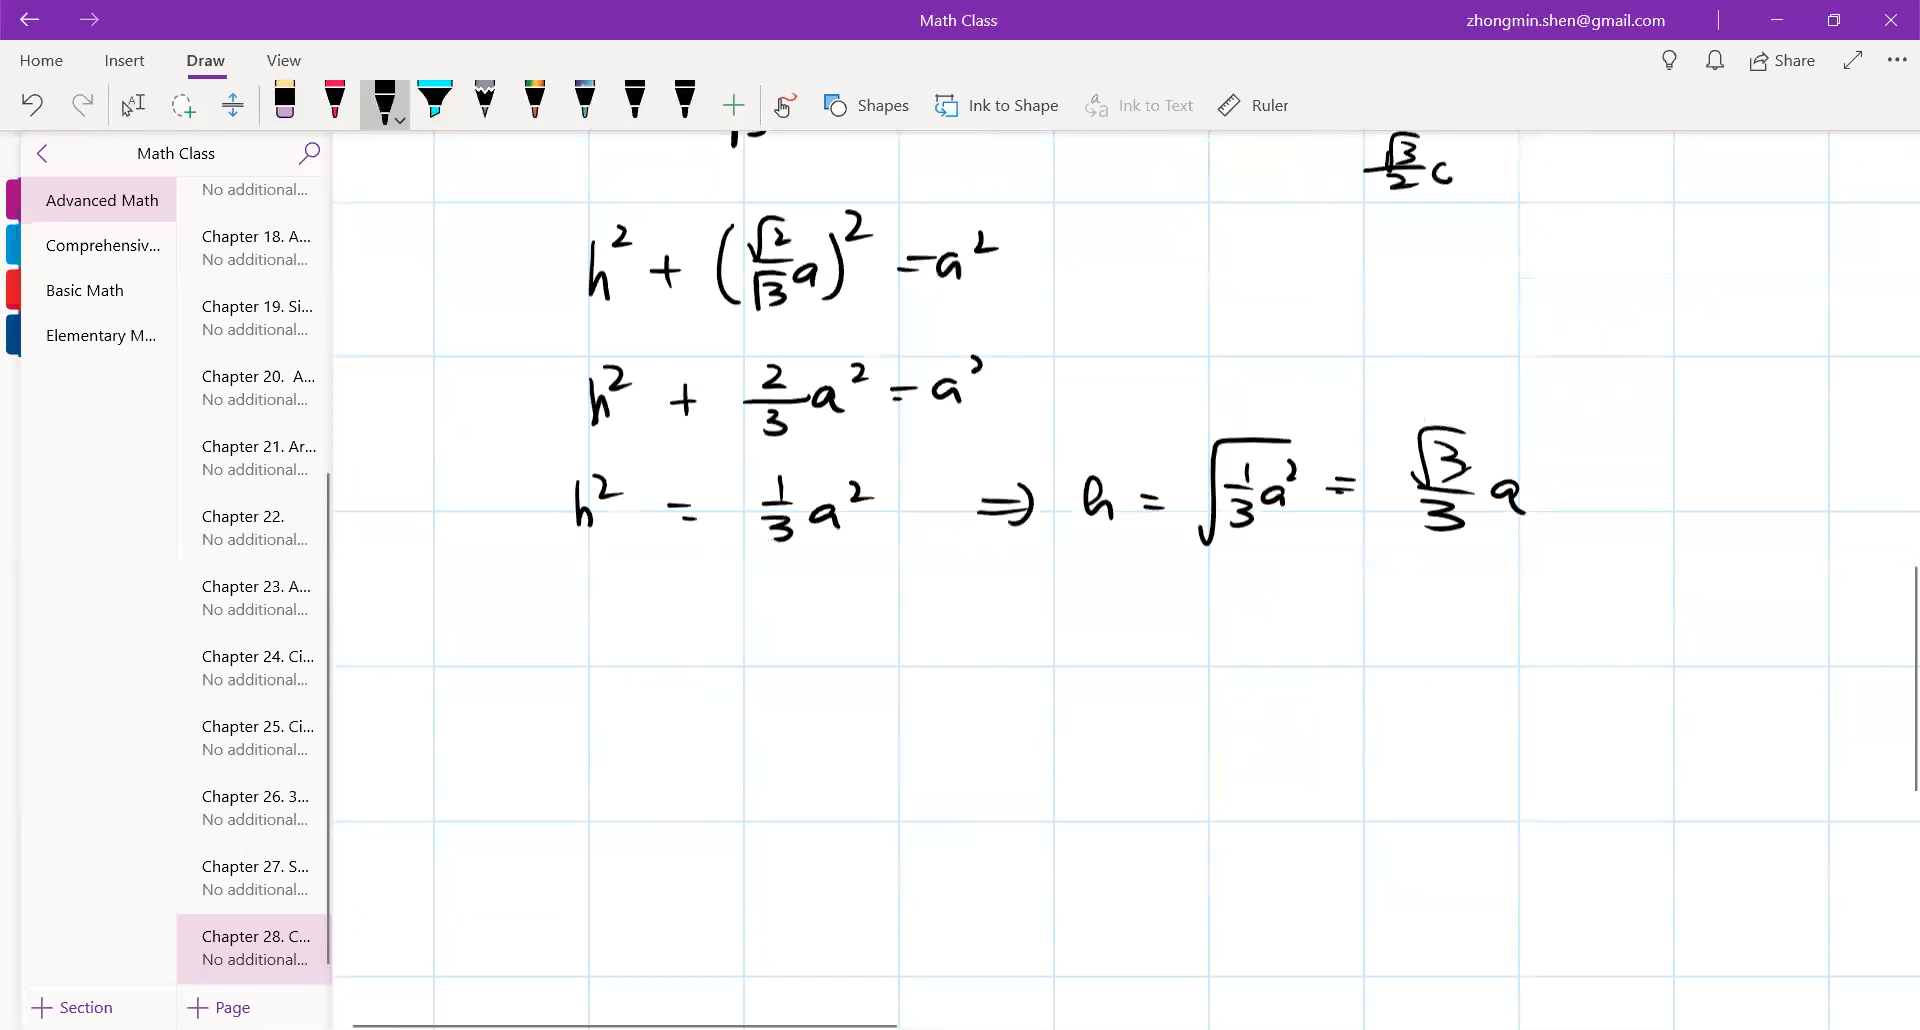 Math Class
zhongmin.shen@gmail.com
Home Insert Draw View
Share
Shapes Ink to Shape Ink to Text Ruler
Math Class
Advanced Math
Comprehensiv...
Basic Math
Elementary M...
No additional...
Chapter 18. A...
No additional...
Chapter 19. Si...
No additional...
Chapter 20. A...
No additional...
Chapter 21. Ar...
No additional...
Chapter 22.
No additional...
Chapter 23. A...
No additional...
Chapter 24. Ci...
No additional...
Chapter 25. Ci...
No additional...
Chapter 26. 3...
No additional...
Chapter 27. S...
No additional...
Chapter 28. C...
No additional...
+ Section
+ Page
√3/2 c
h² + (√2/√3 a)² = a²
h² + 2/3 a² = a²
h² = 1/3 a² ⇒ h = √(1/3 a²) = √3/3 a